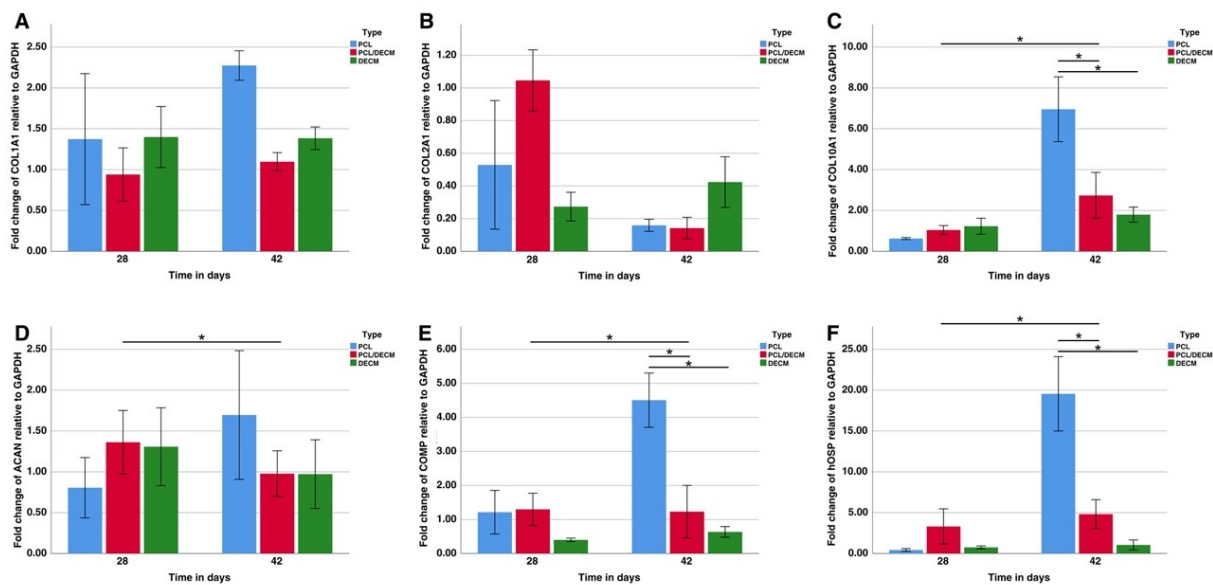 A
Fold change of COL1A1 relative to GAPDH
2.50
2.00
1.50
1.00
0.50
0.00
28
42
Time in days
Type
PCL
PCL/DECM
DECM
B
Fold change of COL2A1 relative to GAPDH
1.20
1.00
0.80
0.60
0.40
0.20
0.00
28
42
Time in days
Type
PCL
PCL/DECM
DECM
C
Fold change of COL10A1 relative to GAPDH
10.00
8.00
6.00
4.00
2.00
0.00
*
*
*
28
42
Time in days
Type
PCL
PCL/DECM
DECM
D
Fold change of ACAN relative to GAPDH
2.50
2.00
1.50
1.00
0.50
0.00
*
28
42
Time in days
Type
PCL
PCL/DECM
DECM
E
Fold change of COMP relative to GAPDH
6.00
5.00
4.00
3.00
2.00
1.00
0.00
*
*
*
28
42
Time in days
Type
PCL
PCL/DECM
DECM
F
Fold change of hOSP relative to GAPDH
25.00
20.00
15.00
10.00
5.00
0.00
*
*
*
28
42
Time in days
Type
PCL
PCL/DECM
DECM